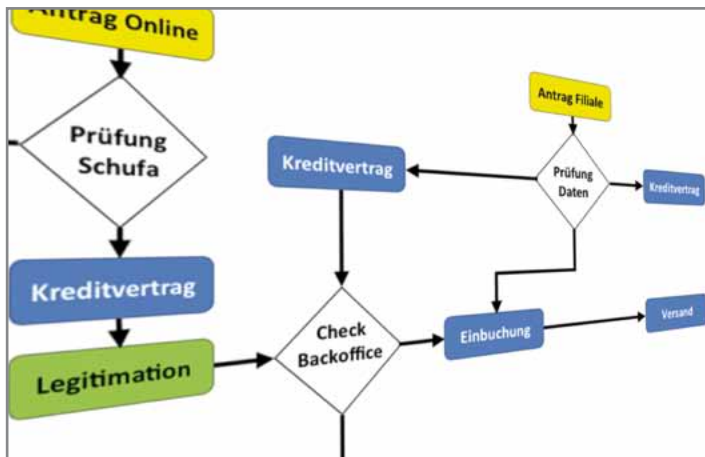 Antrag Online
Prüfung
Schufa
Kreditvertrag
Legitimation
Kreditvertrag
Check
Backoffice
Antrag Filiale
Prüfung
Daten
Kreditvertrag
Einbuchung
Versand